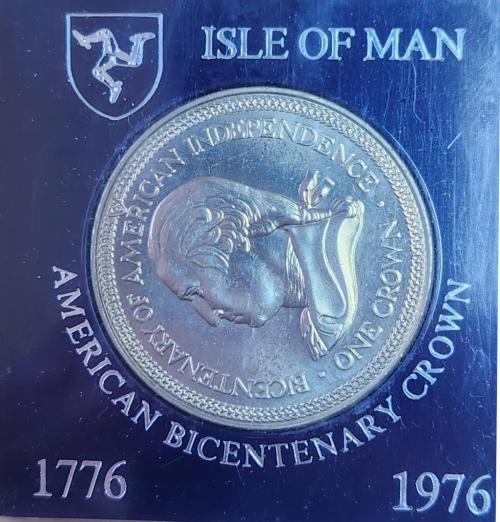 ISLE OF MAN
BICENTENARY OF AMERICAN INDEPENDENCE · ONE CROWN ·
AMERICAN BICENTENARY CROWN
1776
1976